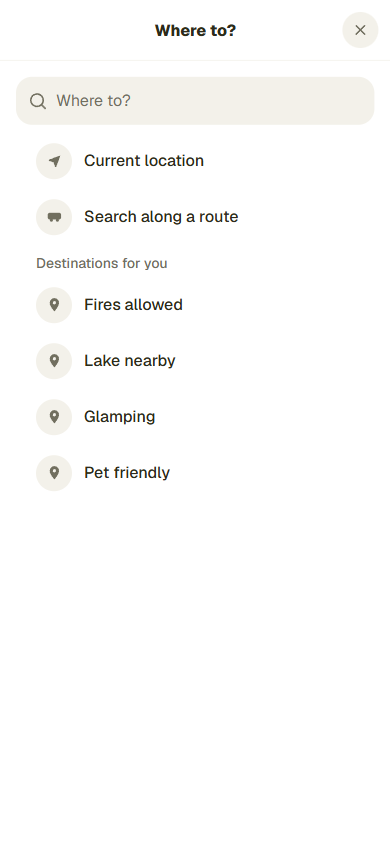 Where to?
Where to?
Current location
Search along a route
Destinations for you
Fires allowed
Lake nearby
Glamping
Pet friendly